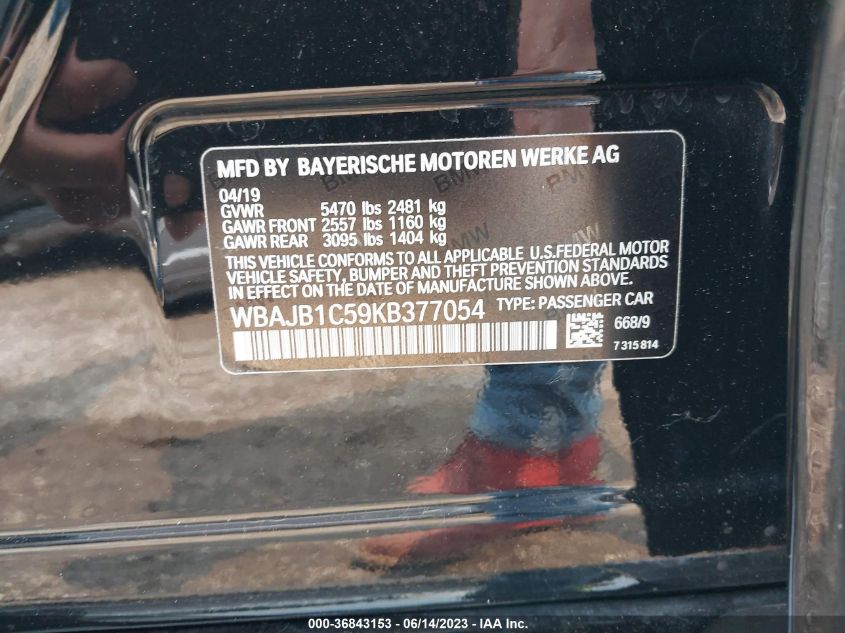 MFD BY BAYERISCHE MOTOREN WERKE AG
04/19
GVWR 5470 lbs 2481 kg
GAWR FRONT 2557 lbs 1160 kg
GAWR REAR 3095 lbs 1404 kg
THIS VEHICLE CONFORMS TO ALL APPLICABLE U.S.FEDERAL MOTOR
VEHICLE SAFETY, BUMPER AND THEFT PREVENTION STANDARDS
IN EFFECT ON THE DATE OF MANUFACTURE SHOWN ABOVE.
WBAJB1C59KB377054 TYPE: PASSENGER CAR
668/9
7 315 814
000-36843153 - 06/14/2023 - IAA Inc.